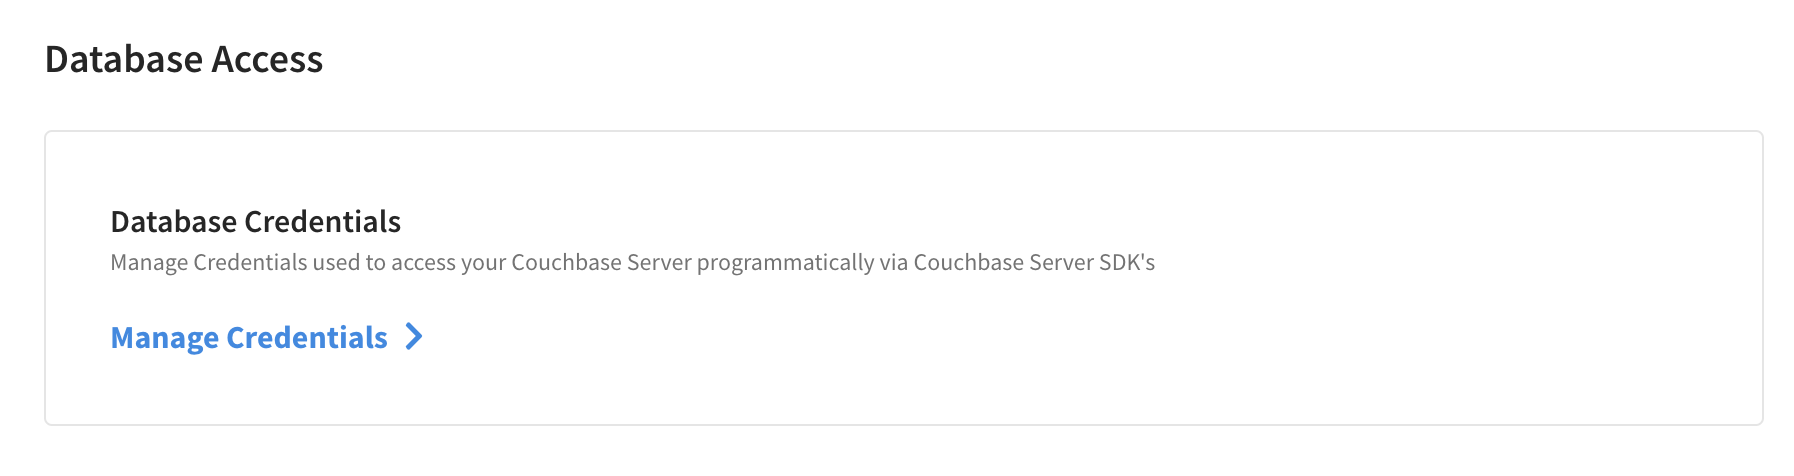 Database Access
Database Credentials
Manage Credentials used to access your Couchbase Server programmatically via Couchbase Server SDK's
Manage Credentials